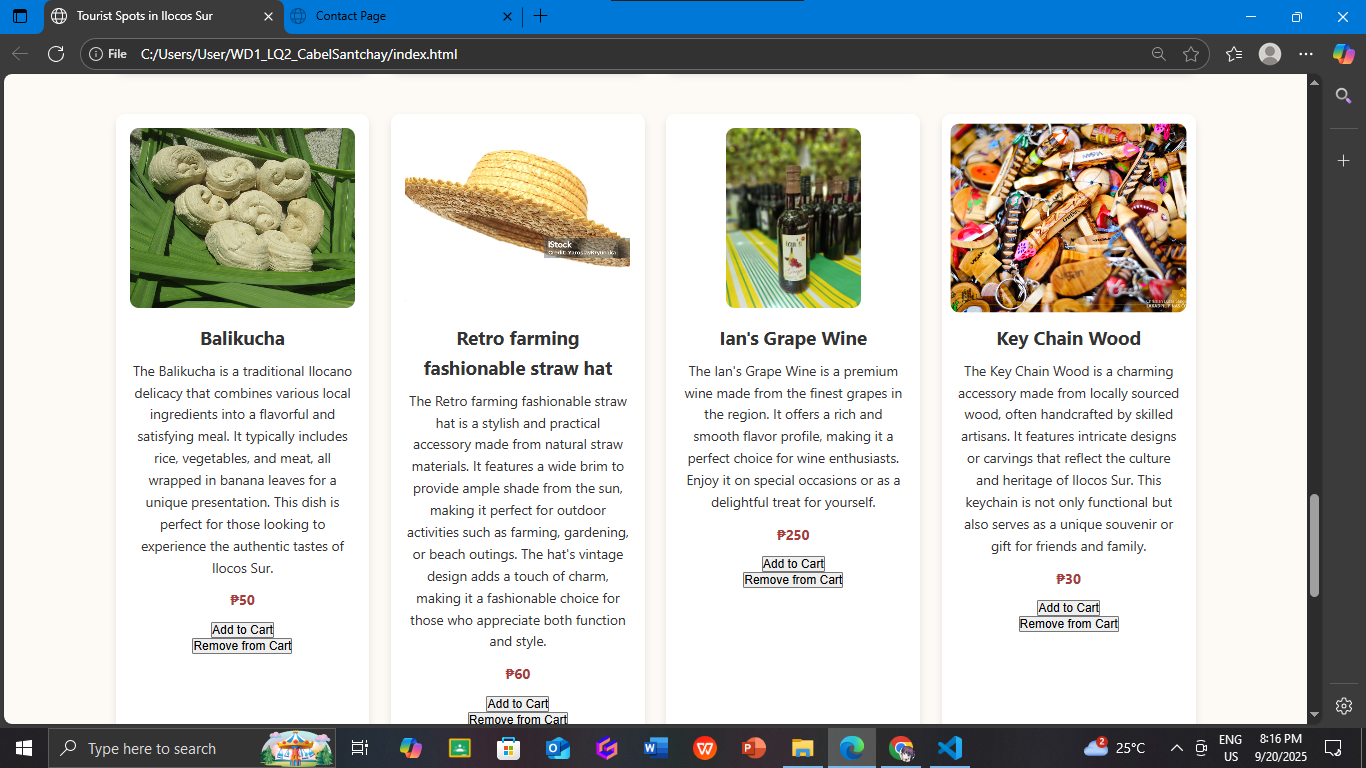 Tourist Spots in Ilocos Sur
Contact Page
File
C:/Users/User/WD1_LQ2_CabelSantchay/index.html
iStock
Balikucha
The Balikucha is a traditional Ilocano
delicacy that combines various local
ingredients into a flavorful and
satisfying meal. It typically includes
rice, vegetables, and meat, all
wrapped in banana leaves for a
unique presentation. This dish is
perfect for those looking to
experience the authentic tastes of
Ilocos Sur.
₱50
Add to Cart
Remove from Cart
Retro farming
fashionable straw hat
The Retro farming fashionable straw
hat is a stylish and practical
accessory made from natural straw
materials. It features a wide brim to
provide ample shade from the sun,
making it perfect for outdoor
activities such as farming, gardening,
or beach outings. The hat's vintage
design adds a touch of charm,
making it a fashionable choice for
those who appreciate both function
and style.
₱60
Add to Cart
Remove from Cart
Ian's Grape Wine
The Ian's Grape Wine is a premium
wine made from the finest grapes in
the region. It offers a rich and
smooth flavor profile, making it a
perfect choice for wine enthusiasts.
Enjoy it on special occasions or as a
delightful treat for yourself.
₱250
Add to Cart
Remove from Cart
Key Chain Wood
The Key Chain Wood is a charming
accessory made from locally sourced
wood, often handcrafted by skilled
artisans. It features intricate designs
or carvings that reflect the culture
and heritage of Ilocos Sur. This
keychain is not only functional but
also serves as a unique souvenir or
gift for friends and family.
₱30
Add to Cart
Remove from Cart
Type here to search
2
25°C
ENG
US
8:16 PM
9/20/2025